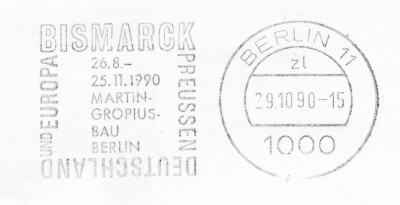 BISMARCK
PREUSSEN
DEUTSCHLAND
UND EUROPA
26.8.–
25.11.1990
MARTIN-
GROPIUS-
BAU
BERLIN
BERLIN 11
zl
29.10.90-15
1000